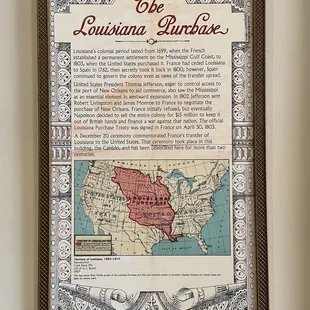 The
Louisiana Purchase
Louisiana's colonial period lasted from 1699, when the French
established a permanent settlement on the Mississippi Gulf Coast, to
1803, when the United States purchased it. France had ceded Louisiana
to Spain in 1762, then secretly took it back in 1800; however, Spain
continued to govern the colony even as news of the transfer spread.
United States President Thomas Jefferson, eager to control access to
the port of New Orleans to aid commerce, also saw the Mississippi
as an essential element in westward expansion. In 1802 Jefferson sent
Robert Livingston and James Monroe to France to negotiate the
purchase of New Orleans. France initially refused, but eventually
Napoleon decided to sell the entire colony for $15 million to keep it
out of British hands and finance a war against that nation. The official
Louisiana Purchase Treaty was signed in France on April 30, 1803.
A December 20 ceremony commemorated France's transfer of
Louisiana to the United States. That ceremony took place in this
building, the Cabildo, and has been celebrated here for more than two
centuries.
UNITED STATES
LOUISIANA
PURCHASE